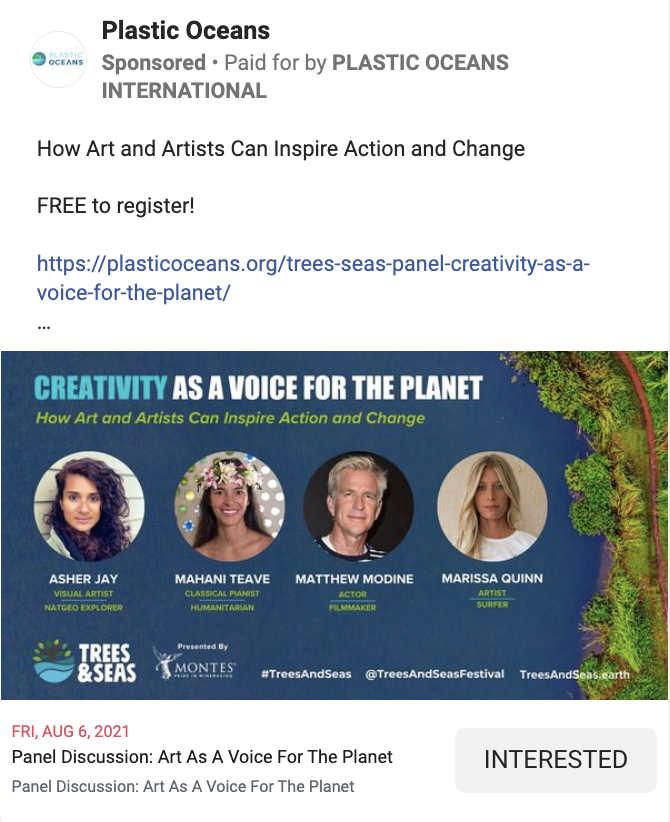 Plastic Oceans
Sponsored • Paid for by PLASTIC OCEANS
INTERNATIONAL
PLASTIC
OCEANS
How Art and Artists Can Inspire Action and Change
FREE to register!
https://plasticoceans.org/trees-seas-panel-creativity-as-a-
voice-for-the-planet/
...
CREATIVITY AS A VOICE FOR THE PLANET
How Art and Artists Can Inspire Action and Change
ASHER JAY
VISUAL ARTIST
NATGEO EXPLORER
MAHANI TEAVE
CLASSICAL PIANIST
HUMANITARIAN
MATTHEW MODINE
ACTOR
FILMMAKER
MARISSA QUINN
ARTIST
SURFER
TREES
&SEAS
Presented By
MONTES
PRIDE IN WINEMAKING
#TreesAndSeas @TreesAndSeasFestival TreesAndSeas.earth
FRI, AUG 6, 2021
Panel Discussion: Art As A Voice For The Planet
Panel Discussion: Art As A Voice For The Planet
INTERESTED